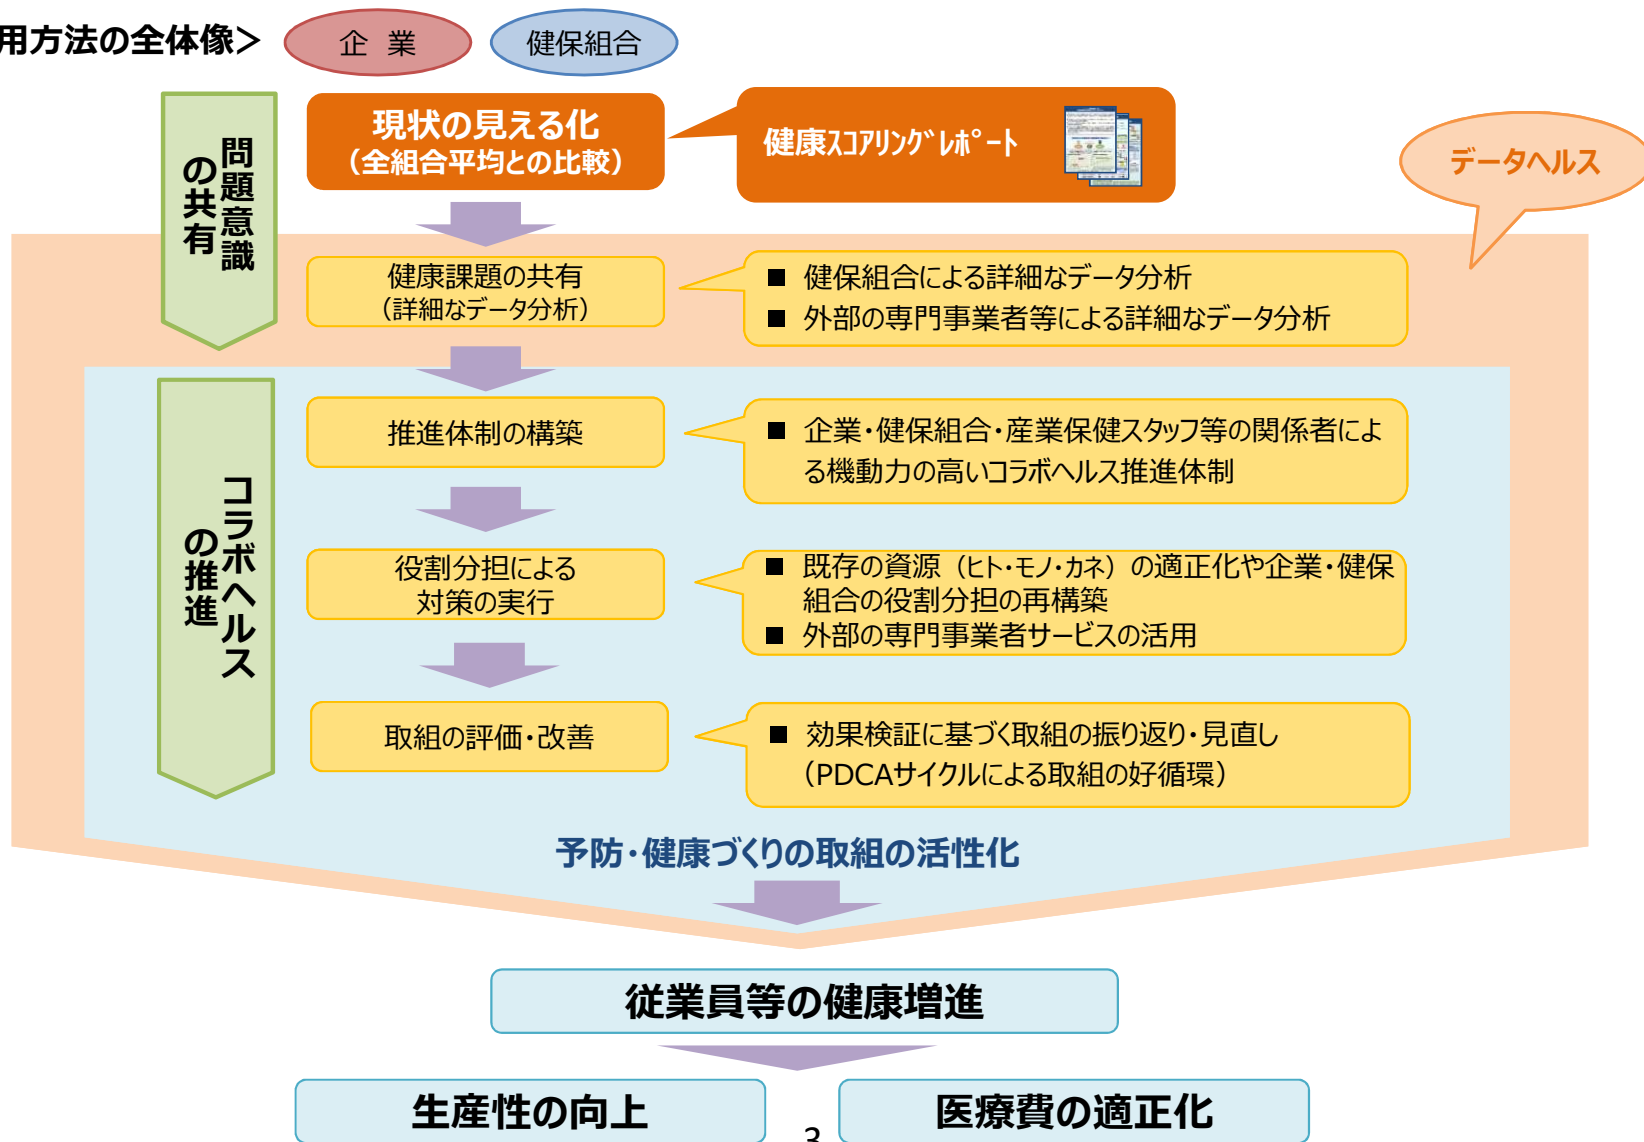 用方法の全体像＞
企 業
健保組合
問題意識
の共有
現状の見える化
（全組合平均との比較）
健康ｽｺｱﾘﾝｸﾞﾚﾎﾟｰﾄ
データヘルス
健康課題の共有
（詳細なデータ分析）
■ 健保組合による詳細なデータ分析
■ 外部の専門事業者等による詳細なデータ分析
コラボヘルス
の推進
推進体制の構築
■ 企業・健保組合・産業保健スタッフ等の関係者によ
る機動力の高いコラボヘルス推進体制
役割分担による
対策の実行
■ 既存の資源（ヒト・モノ・カネ）の適正化や企業・健保
組合の役割分担の再構築
■ 外部の専門事業者サービスの活用
取組の評価・改善
■ 効果検証に基づく取組の振り返り・見直し
（PDCAサイクルによる取組の好循環）
予防・健康づくりの取組の活性化
従業員等の健康増進
生産性の向上
医療費の適正化
3